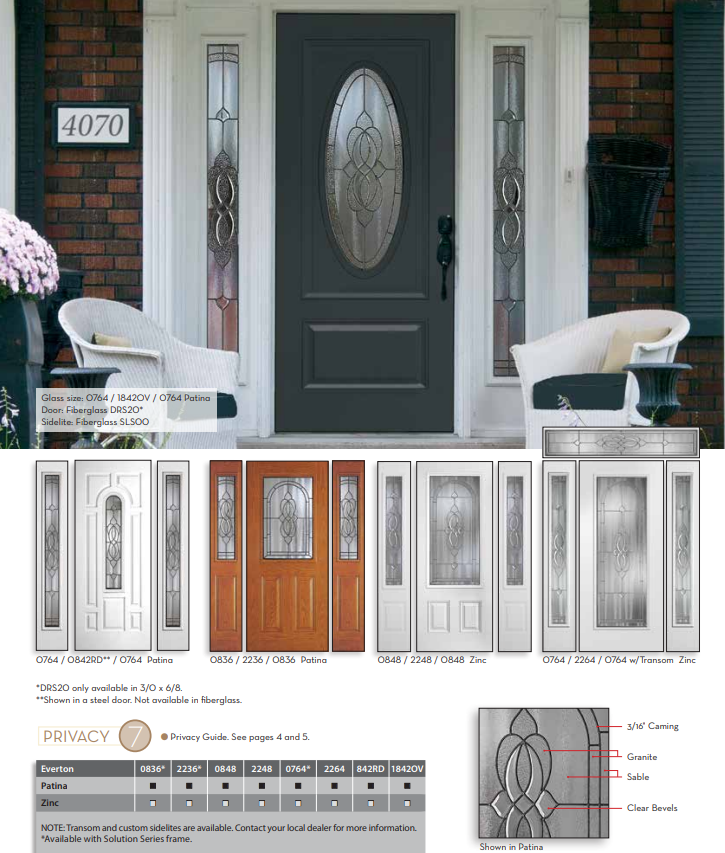 4070
Glass size: 0764 / 1842OV / 0764 Patina
Door: Fiberglass DRS20*
Sidelite: Fiberglass SLS00
0764 / 0842RD** / 0764 Patina
0836 / 2236 / 0836 Patina
0848 / 2248 / 0848 Zinc
0764 / 2264 / 0764 w/Transom Zinc
*DRS20 only available in 3/0 x 6/8.
**Shown in a steel door. Not available in fiberglass.
PRIVACY 7 ● Privacy Guide. See pages 4 and 5.
3/16" Caming
Granite
Sable
Clear Bevels
Shown in Patina
Everton 0836* 2236* 0848 2248 0764* 2264 842RD 1842OV
Patina ■ ■ ■ ■ ■ ■ ■ ■
Zinc □ □ □ □ □ □ □ □
NOTE: Transom and custom sidelites are available. Contact your local dealer for more information.
*Available with Solution Series frame.